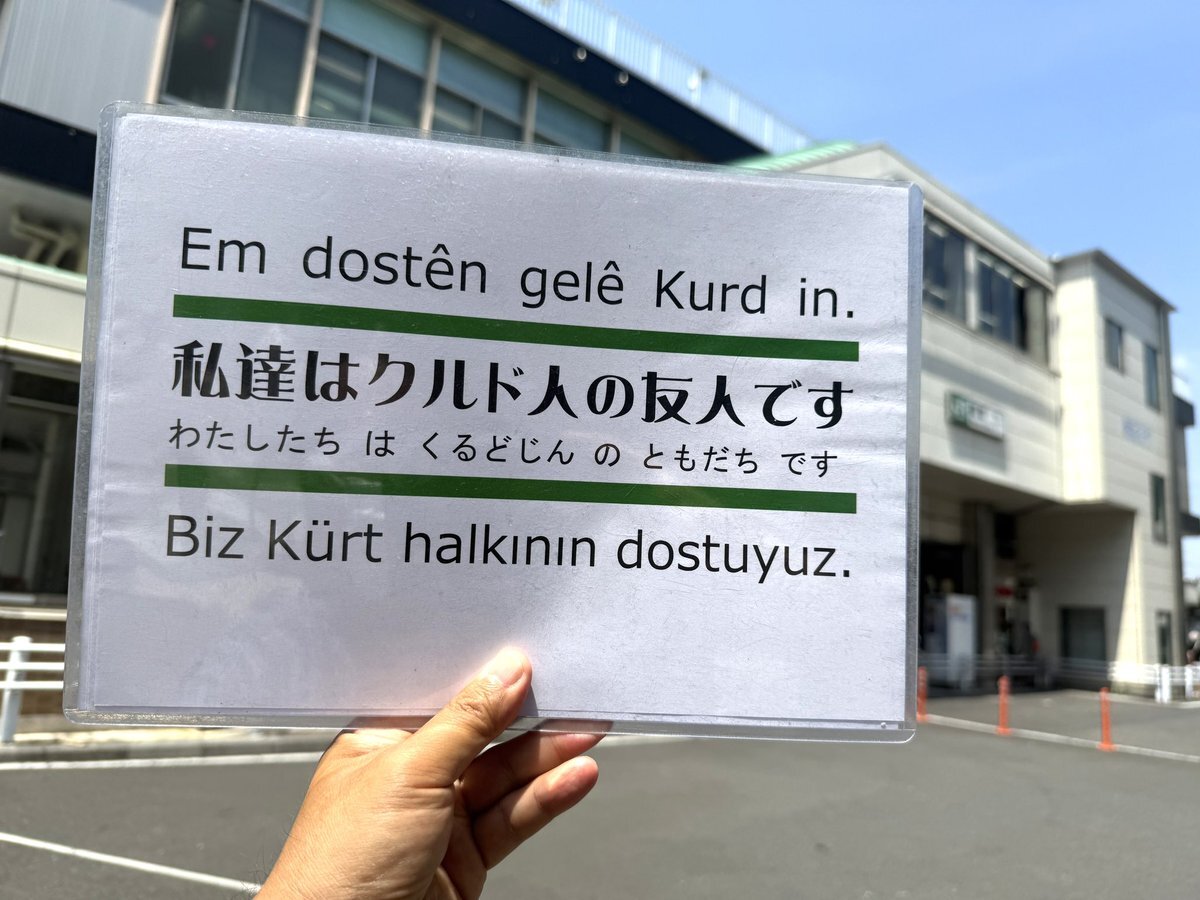 Em dostên gelê Kurd in.
私達はクルド人の友人です
わたしたち は くるどじん の ともだち です
Biz Kürt halkının dostuyuz.